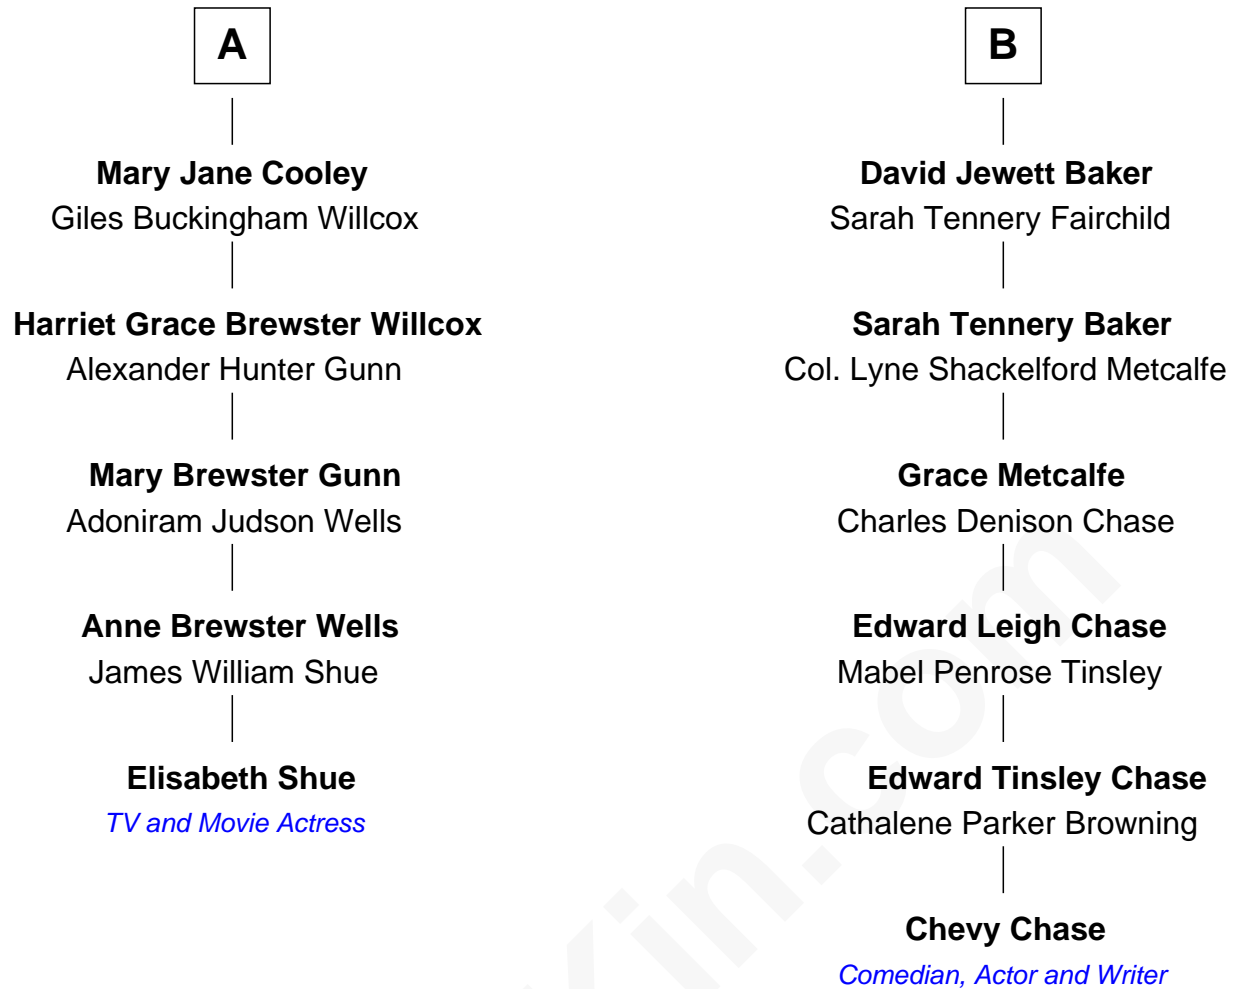 A
Mary Jane Cooley
Giles Buckingham Willcox
Harriet Grace Brewster Willcox
Alexander Hunter Gunn
Mary Brewster Gunn
Adoniram Judson Wells
Anne Brewster Wells
James William Shue
Elisabeth Shue
TV and Movie Actress
B
David Jewett Baker
Sarah Tennery Fairchild
Sarah Tennery Baker
Col. Lyne Shackelford Metcalfe
Grace Metcalfe
Charles Denison Chase
Edward Leigh Chase
Mabel Penrose Tinsley
Edward Tinsley Chase
Cathalene Parker Browning
Chevy Chase
Comedian, Actor and Writer
Kin.com